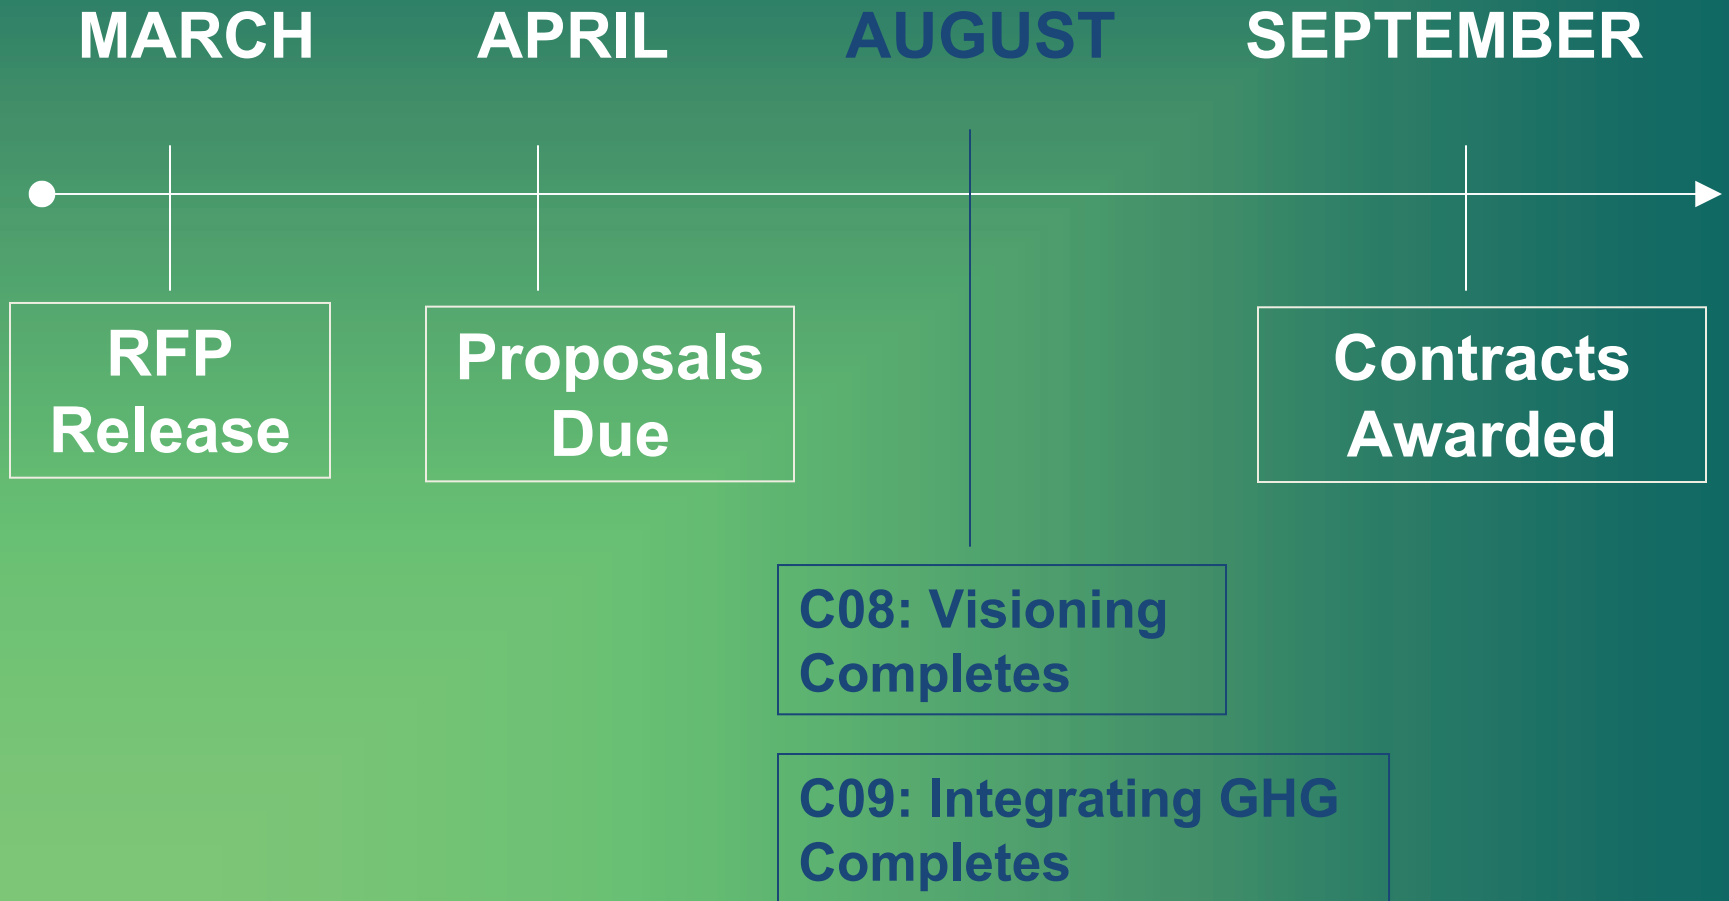 MARCH APRIL AUGUST SEPTEMBER
RFP
Release
Proposals
Due
Contracts
Awarded
C08: Visioning
Completes
C09: Integrating GHG
Completes